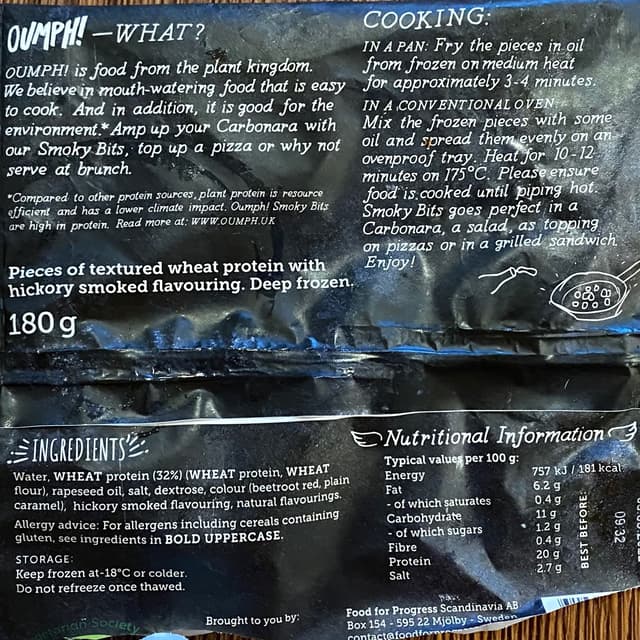 OUMPH! — WHAT?
OUMPH! is food from the plant kingdom.
We believe in mouth-watering food that is easy
to cook. And in addition, it is good for the
environment.* Amp up your Carbonara with
our Smoky Bits, top up a pizza or why not
serve at brunch.
*Compared to other protein sources, plant protein is resource
efficient and has a lower climate impact. Oumph! Smoky Bits
are high in protein. Read more at: WWW.OUMPH.UK
Pieces of textured wheat protein with
hickory smoked flavouring. Deep frozen.
180 g
COOKING:
IN A PAN: Fry the pieces in oil
from frozen on medium heat
for approximately 3-4 minutes.
IN A CONVENTIONAL OVEN:
Mix the frozen pieces with some
oil and spread them evenly on an
ovenproof tray. Heat for 10-12
minutes on 175°C. Please ensure
food is cooked until piping hot.
Smoky Bits goes perfect in a
Carbonara, a salad, as topping
on pizzas or in a grilled sandwich.
Enjoy!
INGREDIENTS
Water, WHEAT protein (32%) (WHEAT protein, WHEAT
flour), rapeseed oil, salt, dextrose, colour (beetroot red, plain
caramel), hickory smoked flavouring, natural flavourings.
Allergy advice: For allergens including cereals containing
gluten, see ingredients in BOLD UPPERCASE.
STORAGE:
Keep frozen at-18°C or colder.
Do not refreeze once thawed.
Society
Brought to you by:
Nutritional Information
Typical values per 100 g:
Energy 757 kJ / 181 kcal
Fat 6.2 g
- of which saturates 0.4 g
Carbohydrate 11 g
- of which sugars 1.2 g
Fibre 0.4 g
Protein 20 g
Salt 2.7 g
BEST BEFORE:
09:32
Food for Progress Scandinavia AB
Box 154 - 595 22 Mjölby - Sweden